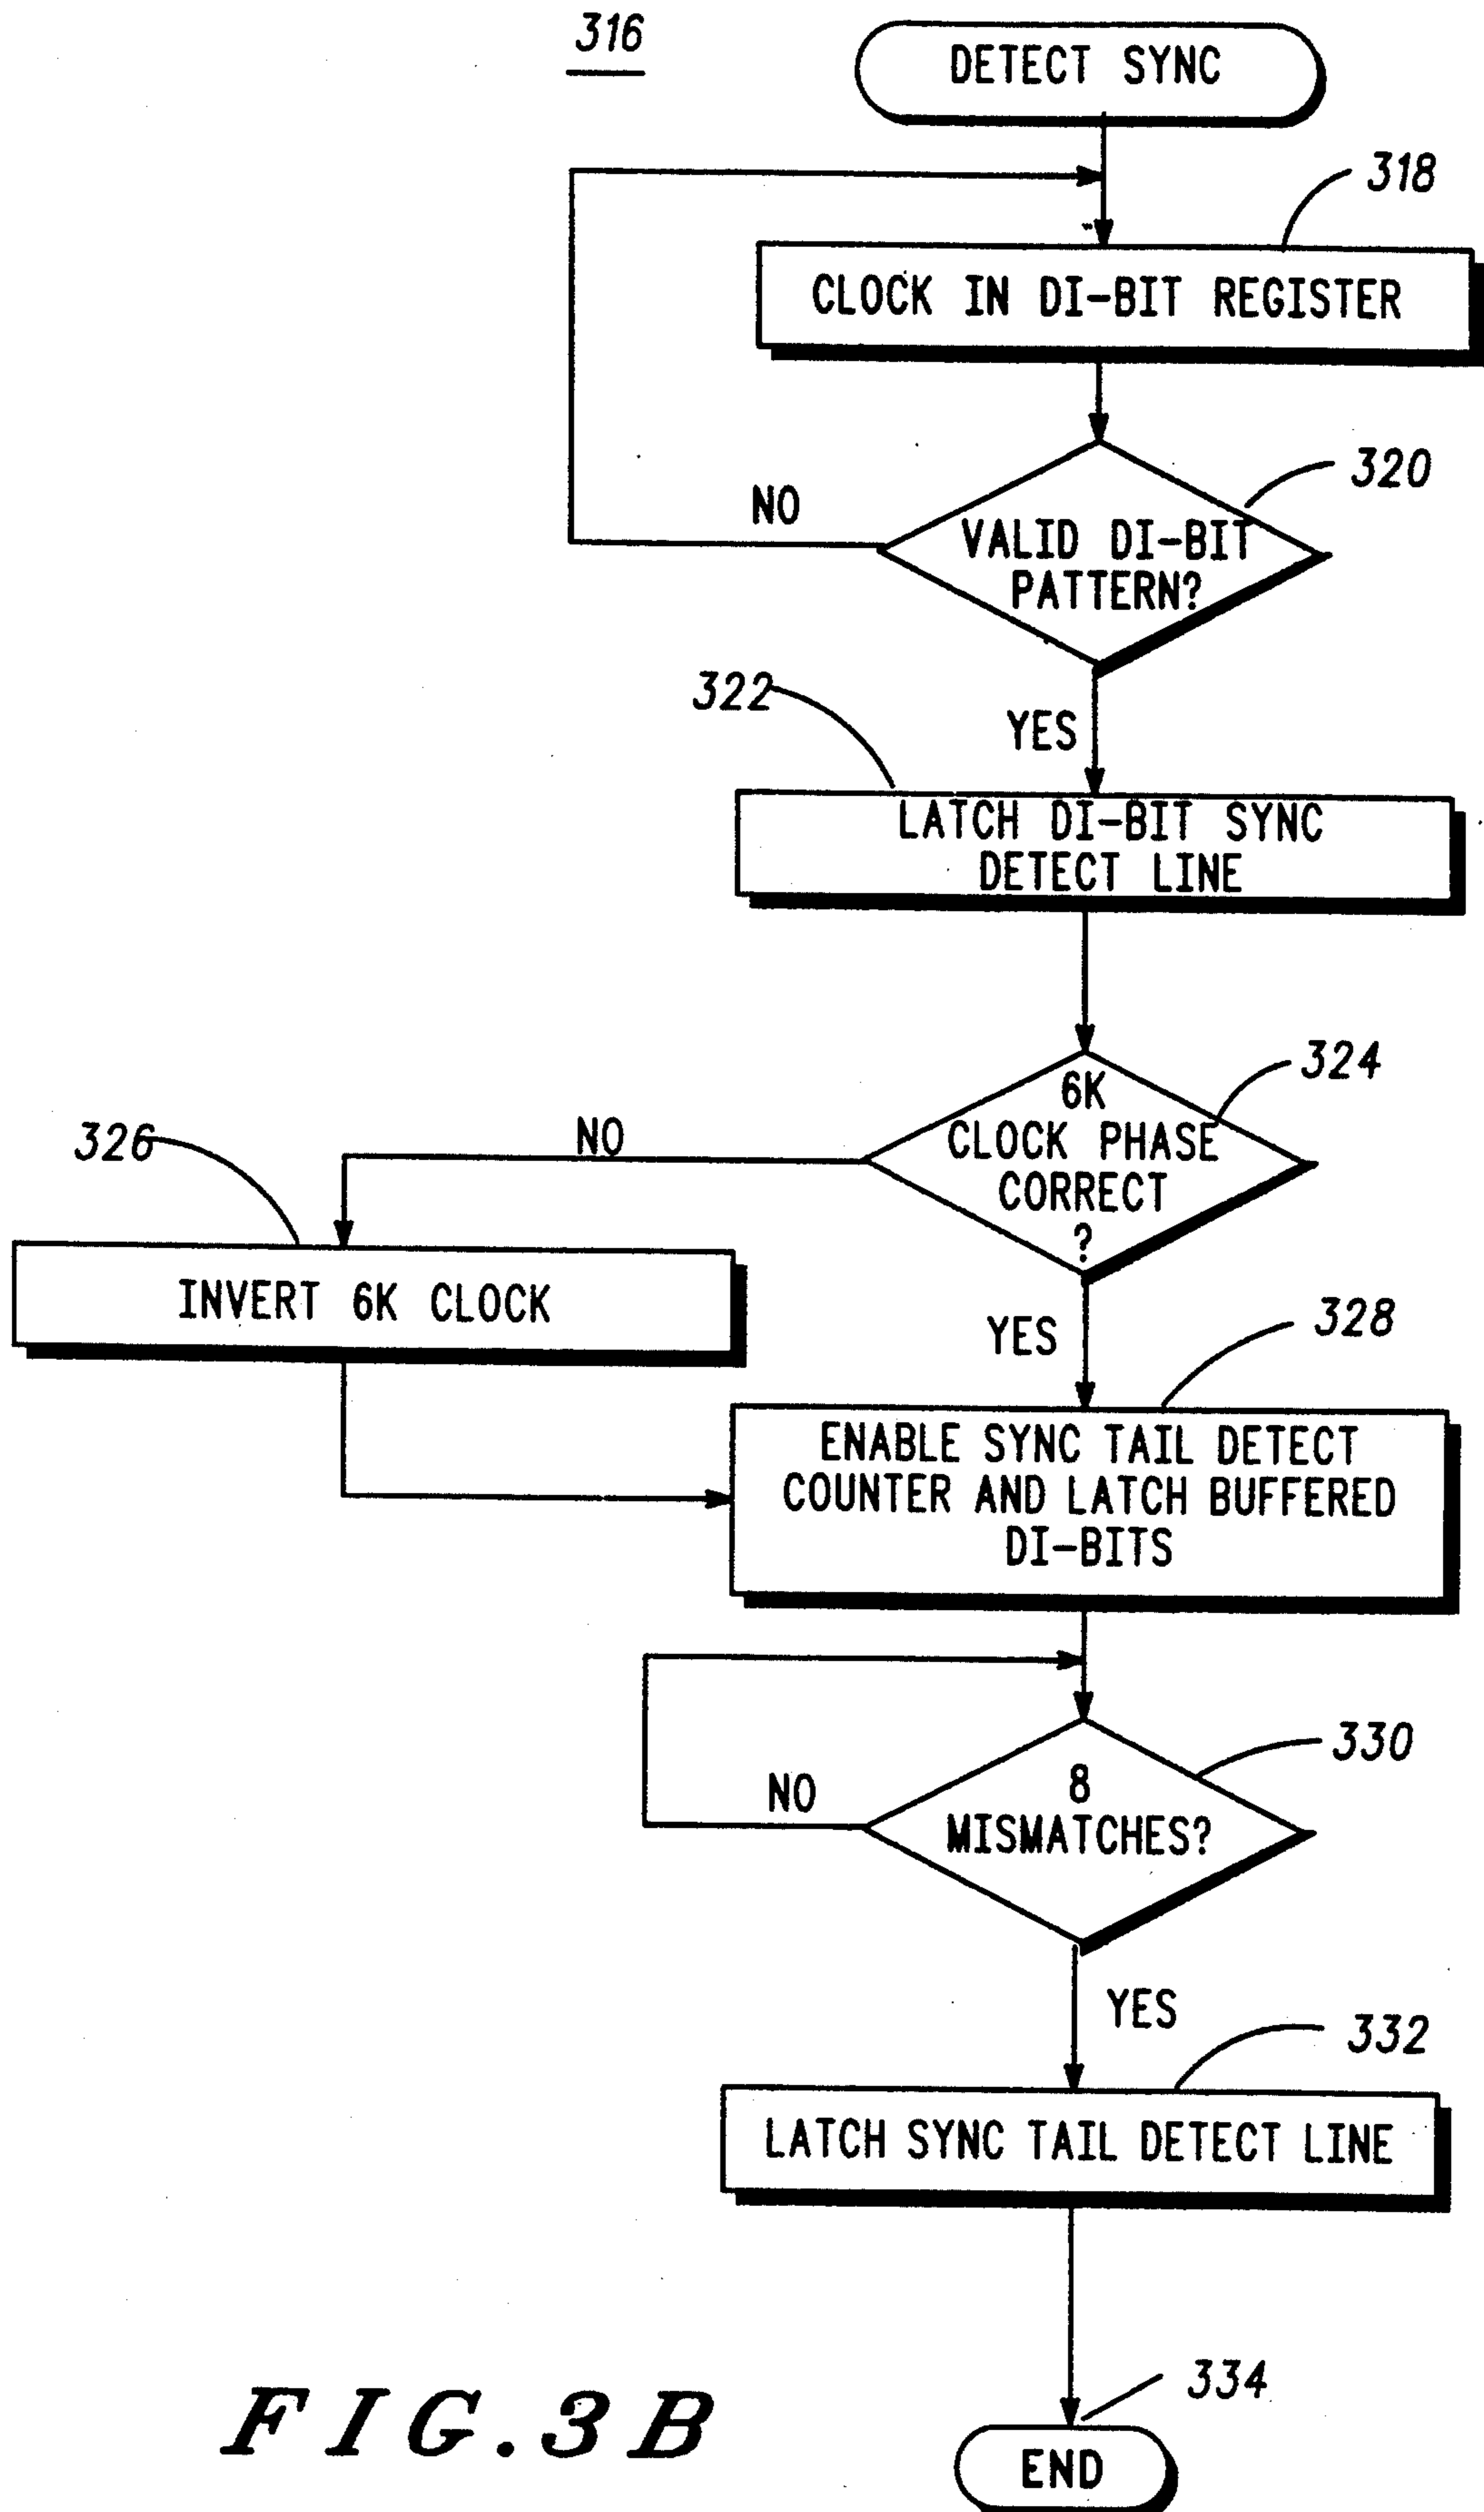 316
DETECT SYNC
318
CLOCK IN DI-BIT REGISTER
320
NO
VALID DI-BIT
PATTERN?
322
YES
LATCH DI-BIT SYNC
DETECT LINE
324
6K
CLOCK PHASE
CORRECT
?
NO
326
INVERT 6K CLOCK
YES
328
ENABLE SYNC TAIL DETECT
COUNTER AND LATCH BUFFERED
DI-BITS
330
8
MISMATCHES?
NO
YES
332
LATCH SYNC TAIL DETECT LINE
334
END
FIG.3B